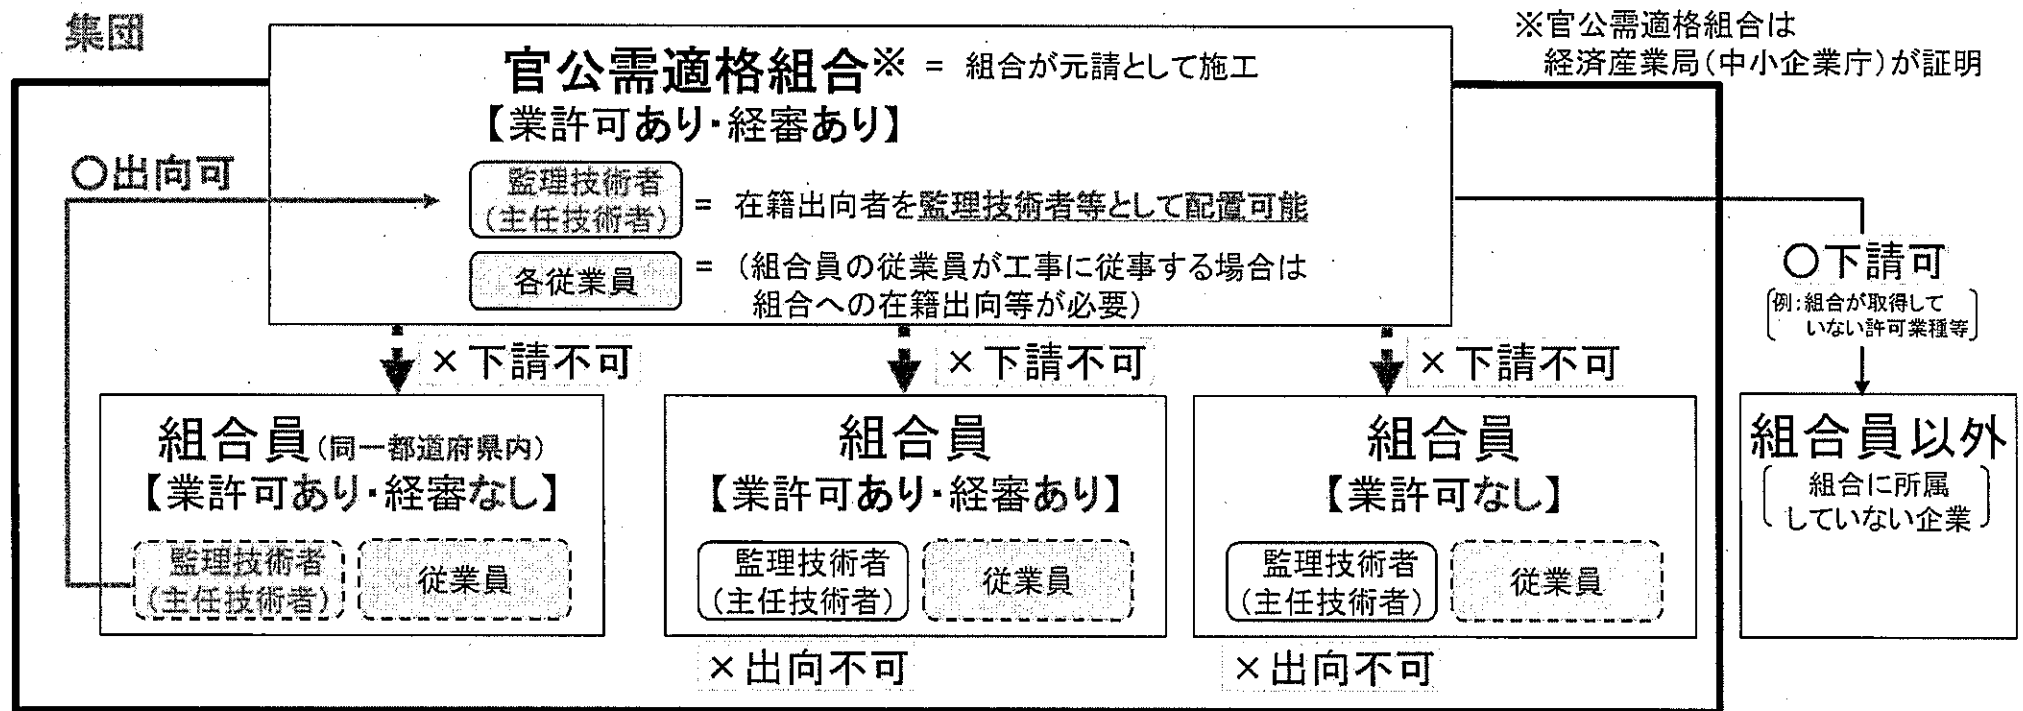 集団
※官公需適格組合は
経済産業局(中小企業庁)が証明
官公需適格組合※ = 組合が元請として施工
【業許可あり・経審あり】
○出向可
監理技術者
(主任技術者)
= 在籍出向者を監理技術者等として配置可能
各従業員
= (組合員の従業員が工事に従事する場合は
組合への在籍出向等が必要)
○下請可
例:組合が取得して
いない許可業種等
×下請不可
×下請不可
×下請不可
組合員(同一都道府県内)
【業許可あり・経審なし】
監理技術者
(主任技術者)
従業員
組合員
【業許可あり・経審あり】
監理技術者
(主任技術者)
従業員
×出向不可
組合員
【業許可なし】
監理技術者
(主任技術者)
従業員
×出向不可
組合員以外
組合に所属
していない企業